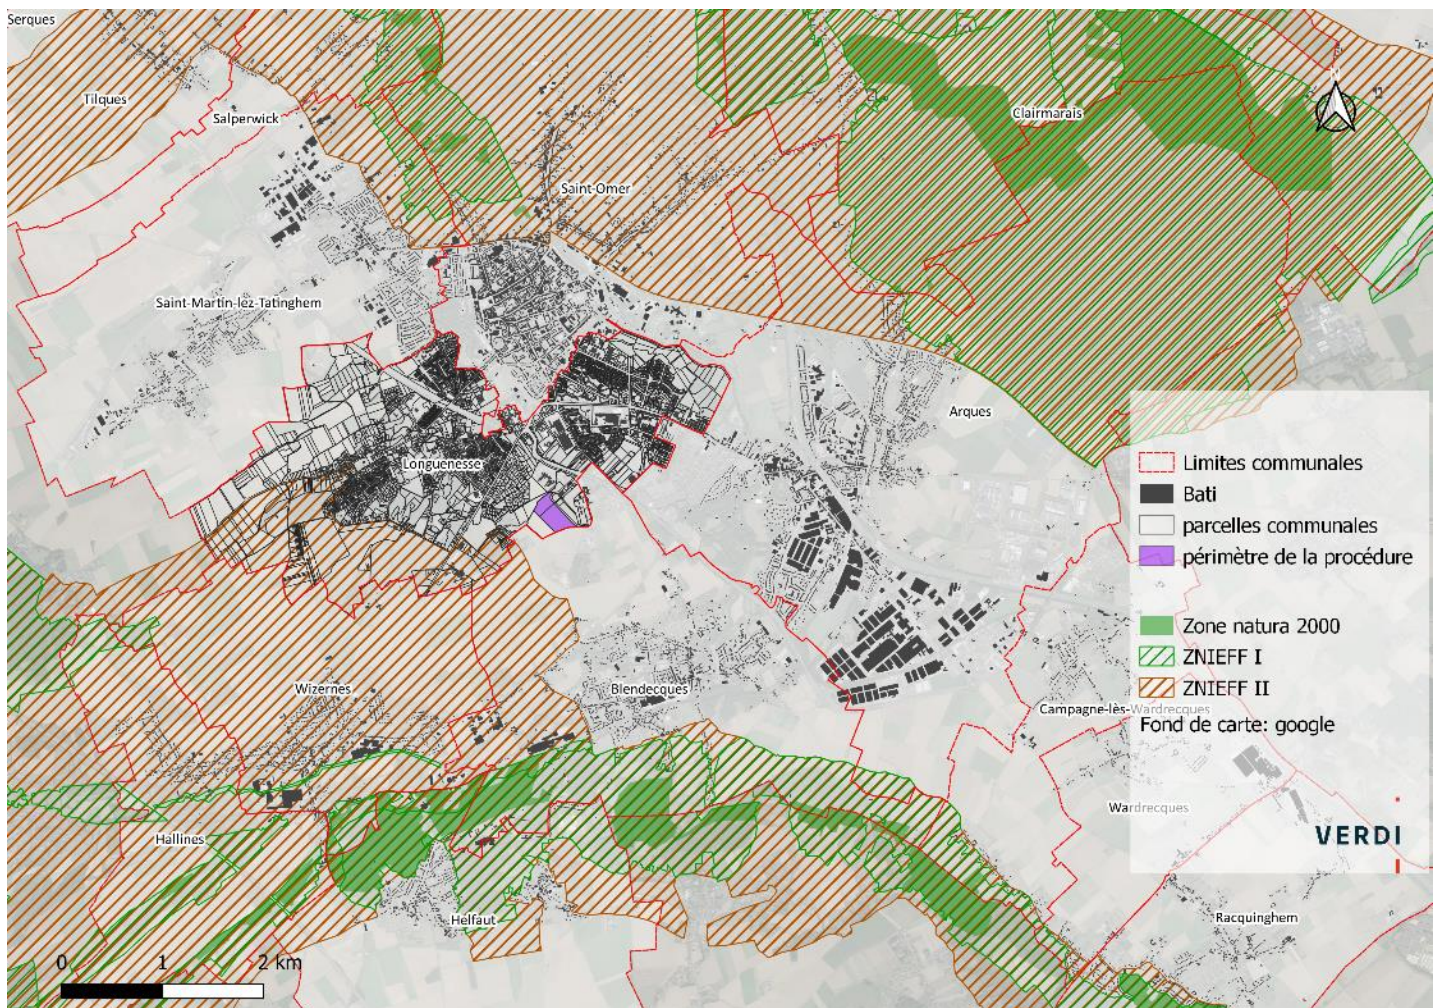 Serques
Tilques
Salperwick
Clairmarais
Saint-Omer
Saint-Martin-lez-Tatinghem
Arques
Longuenesse
Limites communales
Bati
parcelles communales
périmètre de la procédure
Zone natura 2000
ZNIEFF I
ZNIEFF II
Fond de carte: google
Wizernes
Blendecques
Campagne-lès-Wardrecques
Wardrecques
VERDI
Hallines
Helfaut
Racquinghem
0 1 2 km